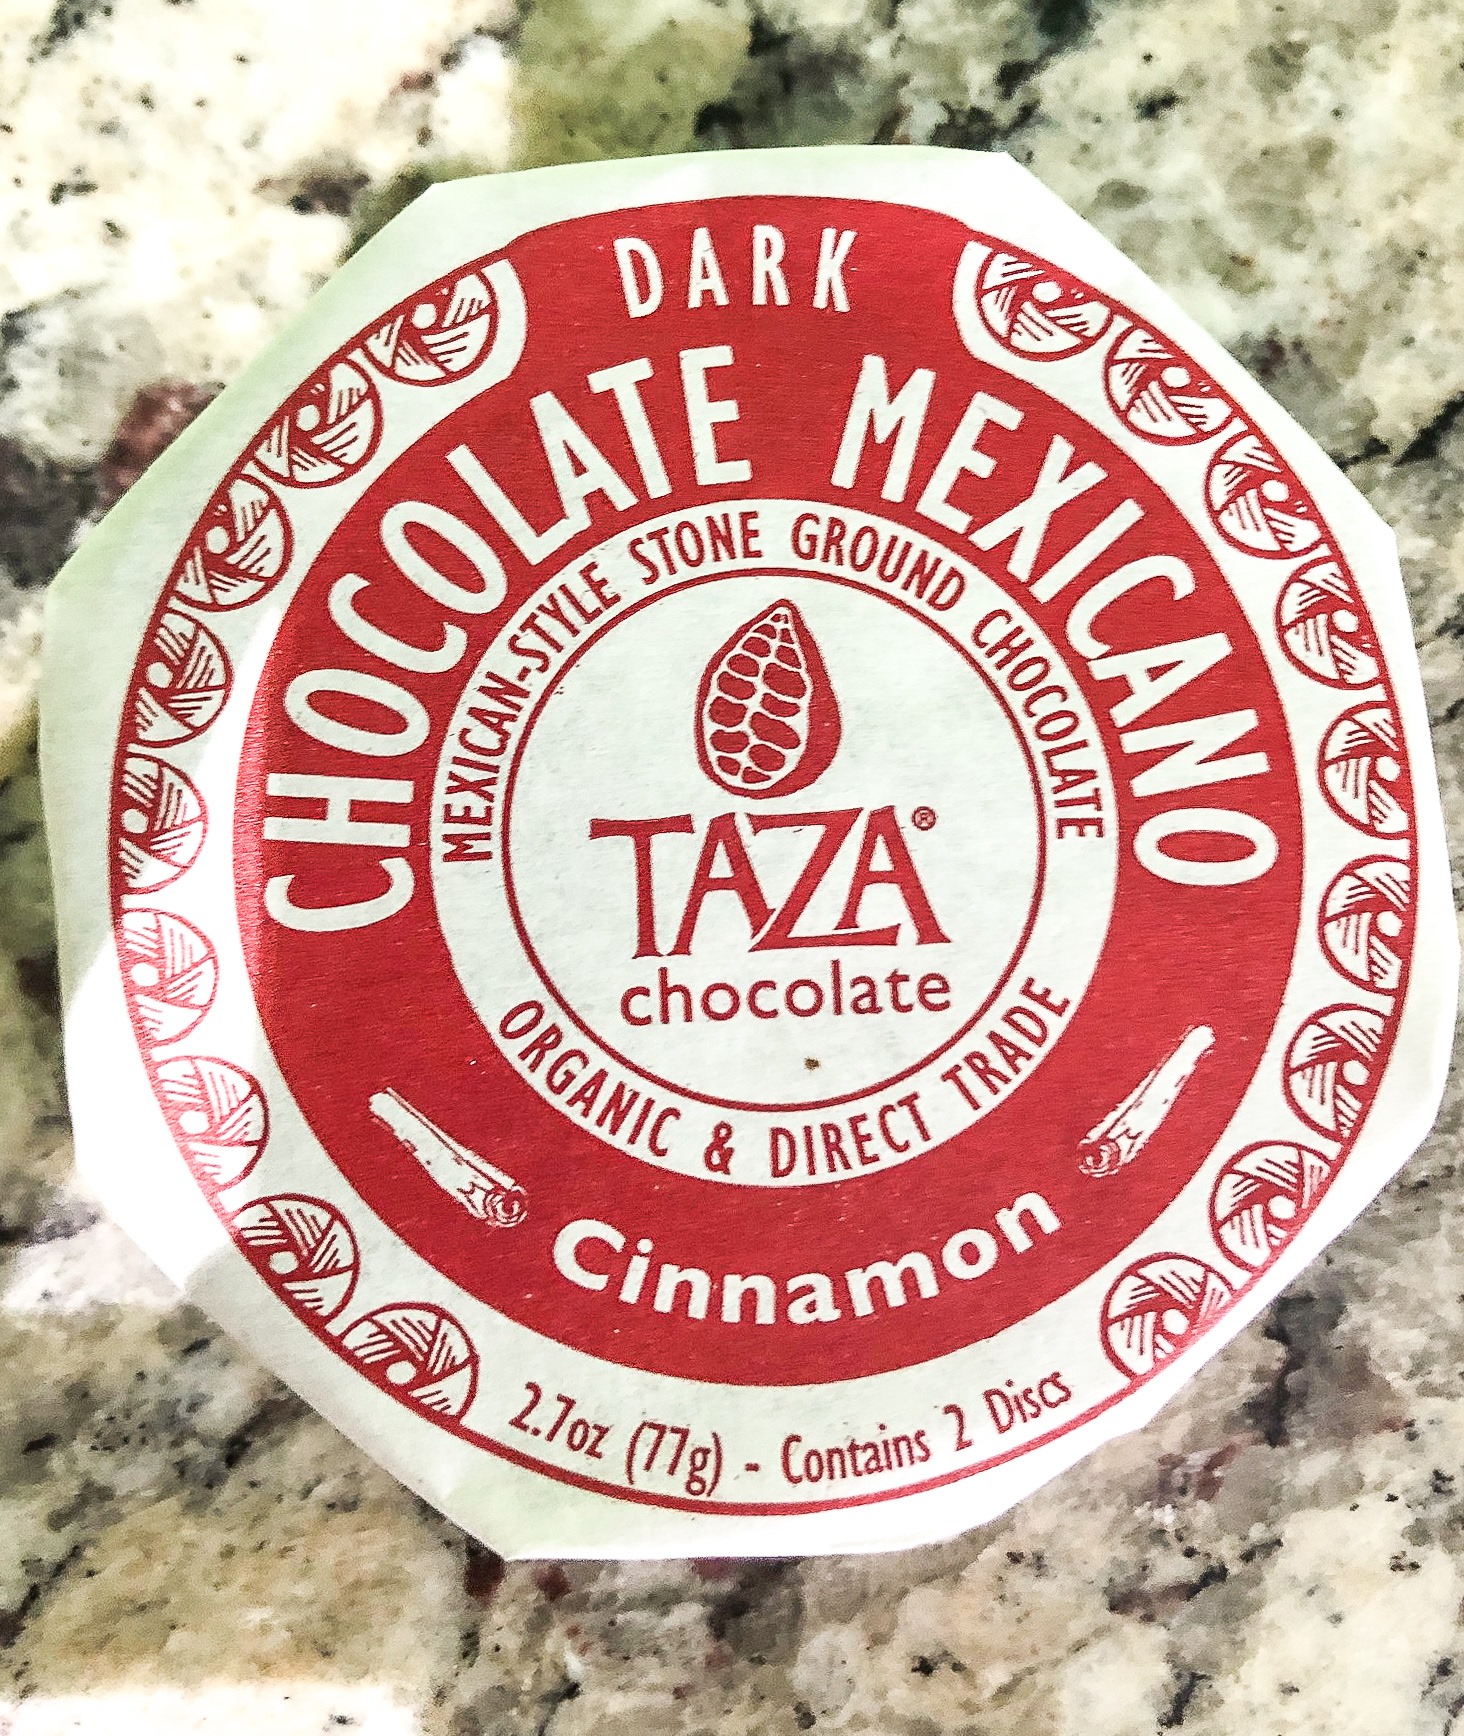 DARK
CHOCOLATE MEXICANO
MEXICAN-STYLE STONE GROUND CHOCOLATE
TAZA®
chocolate
ORGANIC & DIRECT TRADE
Cinnamon
2.7oz (77g) - Contains 2 Discs